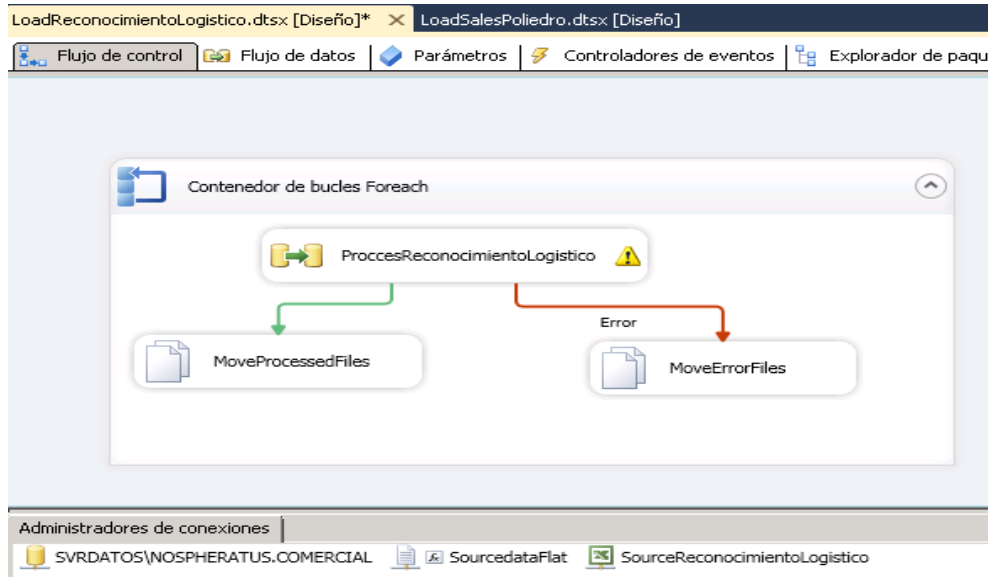 LoadReconocimientoLogistico.dtsx [Diseño]* LoadSalesPoliedro.dtsx [Diseño]
Flujo de control Flujo de datos Parámetros Controladores de eventos Explorador de paqu
Contenedor de bucles Foreach
ProccesReconocimientoLogistico
Error
MoveProcessedFiles
MoveErrorFiles
Administradores de conexiones
SVRDATOS\NOSPHERATUS.COMERCIAL fx SourcedataFlat SourceReconocimientoLogistico